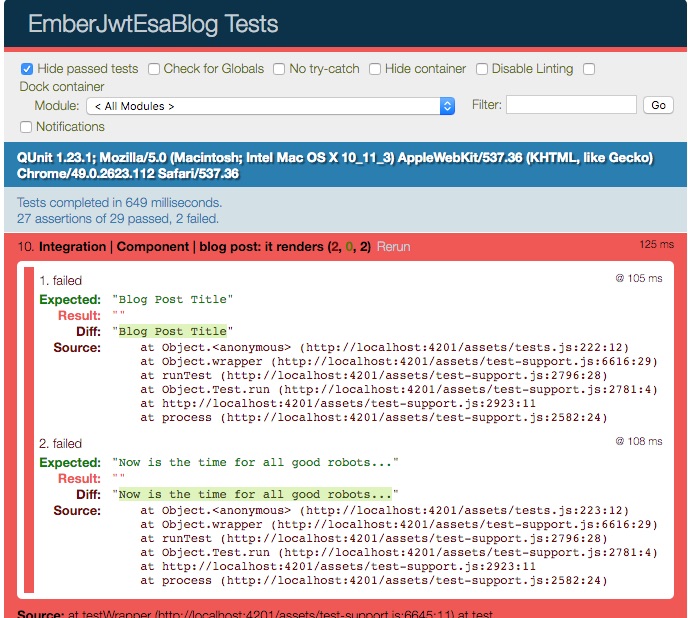 EmberJwtEsaBlog Tests
Hide passed tests Check for Globals No try-catch Hide container Disable Linting
Dock container
Module: < All Modules > Filter: Go
Notifications
QUnit 1.23.1; Mozilla/5.0 (Macintosh; Intel Mac OS X 10_11_3) AppleWebKit/537.36 (KHTML, like Gecko)
Chrome/49.0.2623.112 Safari/537.36
Tests completed in 649 milliseconds.
27 assertions of 29 passed, 2 failed.
10. Integration | Component | blog post: it renders (2, 0, 2) Rerun 125 ms
1. failed @ 105 ms
Expected: "Blog Post Title"
Result: ""
Diff: "Blog Post Title"
Source: at Object.<anonymous> (http://localhost:4201/assets/tests.js:222:12)
at Object.wrapper (http://localhost:4201/assets/test-support.js:6616:29)
at runTest (http://localhost:4201/assets/test-support.js:2796:28)
at Object.Test.run (http://localhost:4201/assets/test-support.js:2781:4)
at http://localhost:4201/assets/test-support.js:2923:11
at process (http://localhost:4201/assets/test-support.js:2582:24)
2. failed @ 108 ms
Expected: "Now is the time for all good robots..."
Result: ""
Diff: "Now is the time for all good robots..."
Source: at Object.<anonymous> (http://localhost:4201/assets/tests.js:223:12)
at Object.wrapper (http://localhost:4201/assets/test-support.js:6616:29)
at runTest (http://localhost:4201/assets/test-support.js:2796:28)
at Object.Test.run (http://localhost:4201/assets/test-support.js:2781:4)
at http://localhost:4201/assets/test-support.js:2923:11
at process (http://localhost:4201/assets/test-support.js:2582:24)
Source: at testWrapper (http://localhost:4201/assets/test-support.js:6645:11) at test